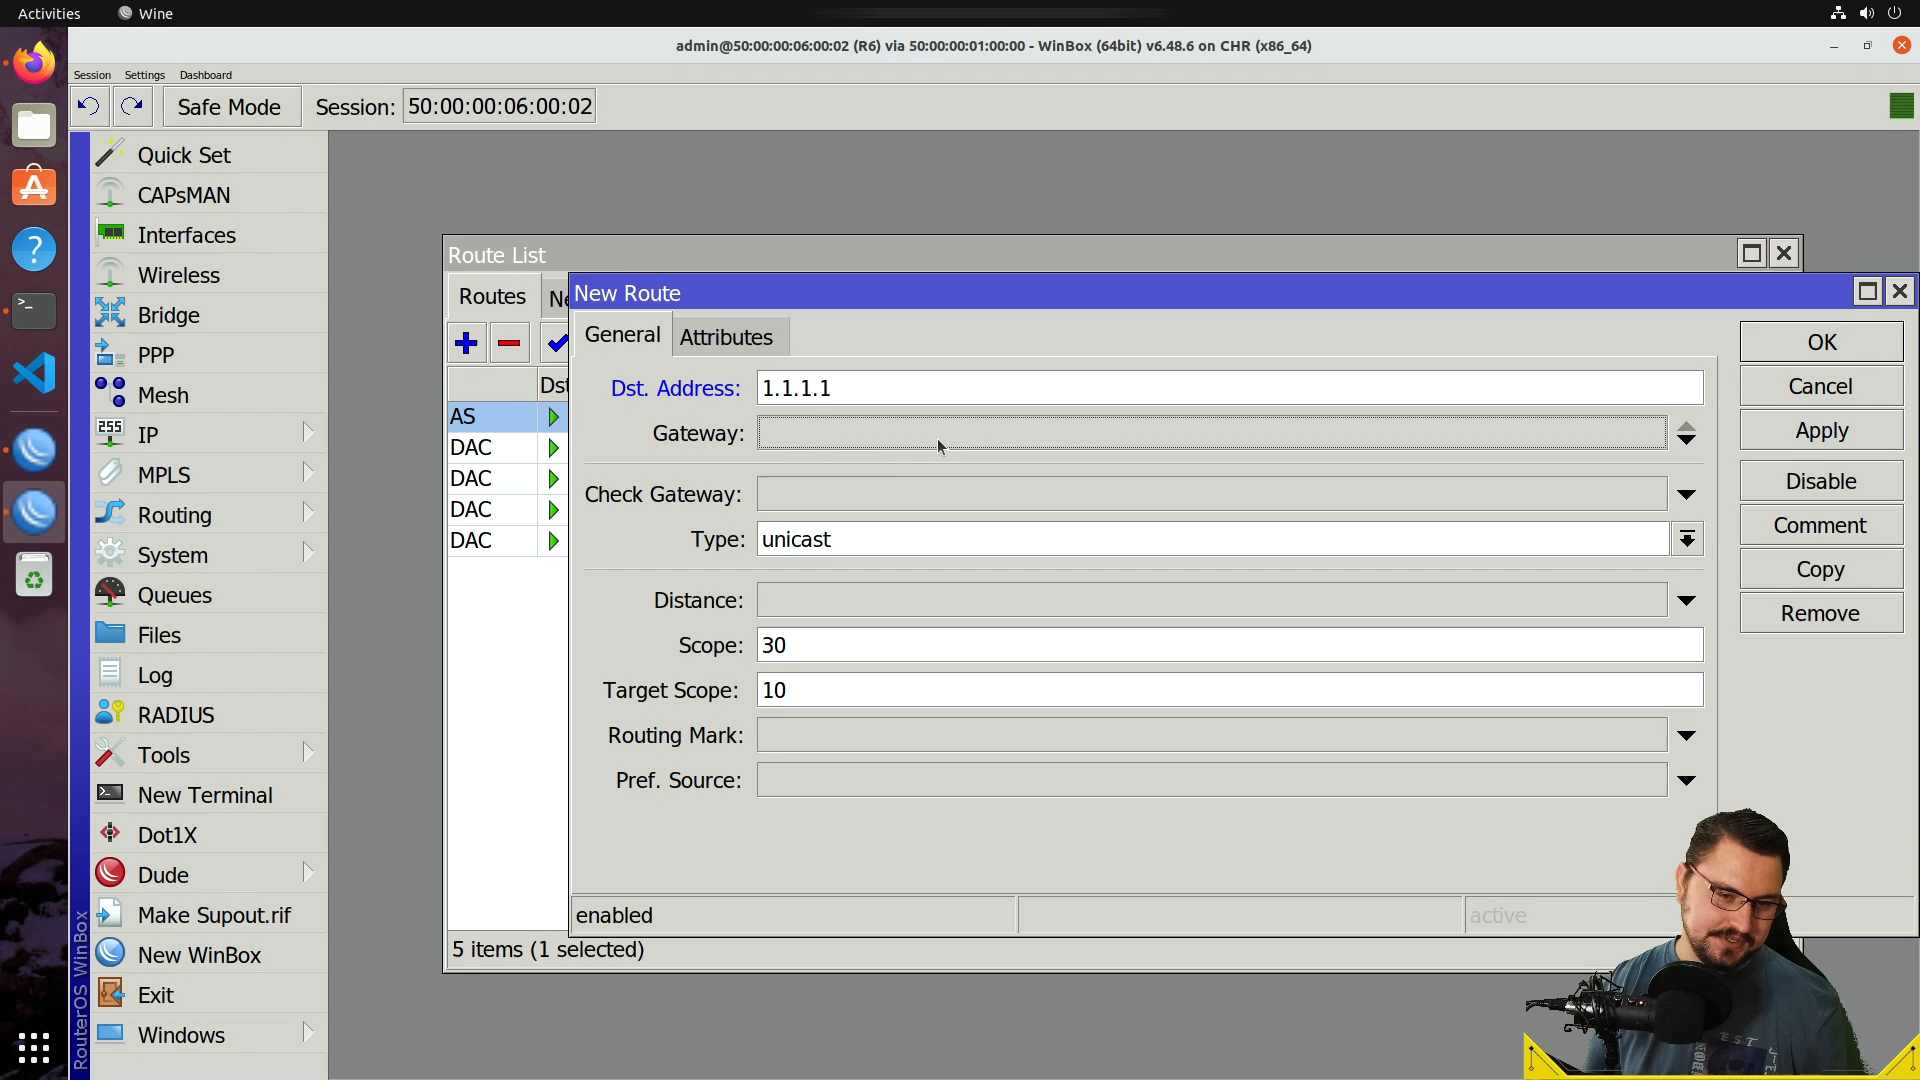 Activities
Wine
admin@50:00:00:06:00:02 (R6) via 50:00:00:01:00:00 - WinBox (64bit) v6.48.6 on CHR (x86_64)
Session Settings Dashboard
Safe Mode
Session: 50:00:00:06:00:02
Quick Set
CAPsMAN
Interfaces
Wireless
Bridge
PPP
Mesh
255 IP
MPLS
Routing
System
Queues
Files
Log
RADIUS
Tools
New Terminal
Dot1X
Dude
Make Supout.rif
New WinBox
Exit
Windows
RouterOS WinBox
Route List
Routes
Dst
AS
DAC
DAC
DAC
DAC
5 items (1 selected)
New Route
General Attributes
Dst. Address: 1.1.1.1
Gateway:
Check Gateway:
Type: unicast
Distance:
Scope: 30
Target Scope: 10
Routing Mark:
Pref. Source:
enabled
active
OK
Cancel
Apply
Disable
Comment
Copy
Remove